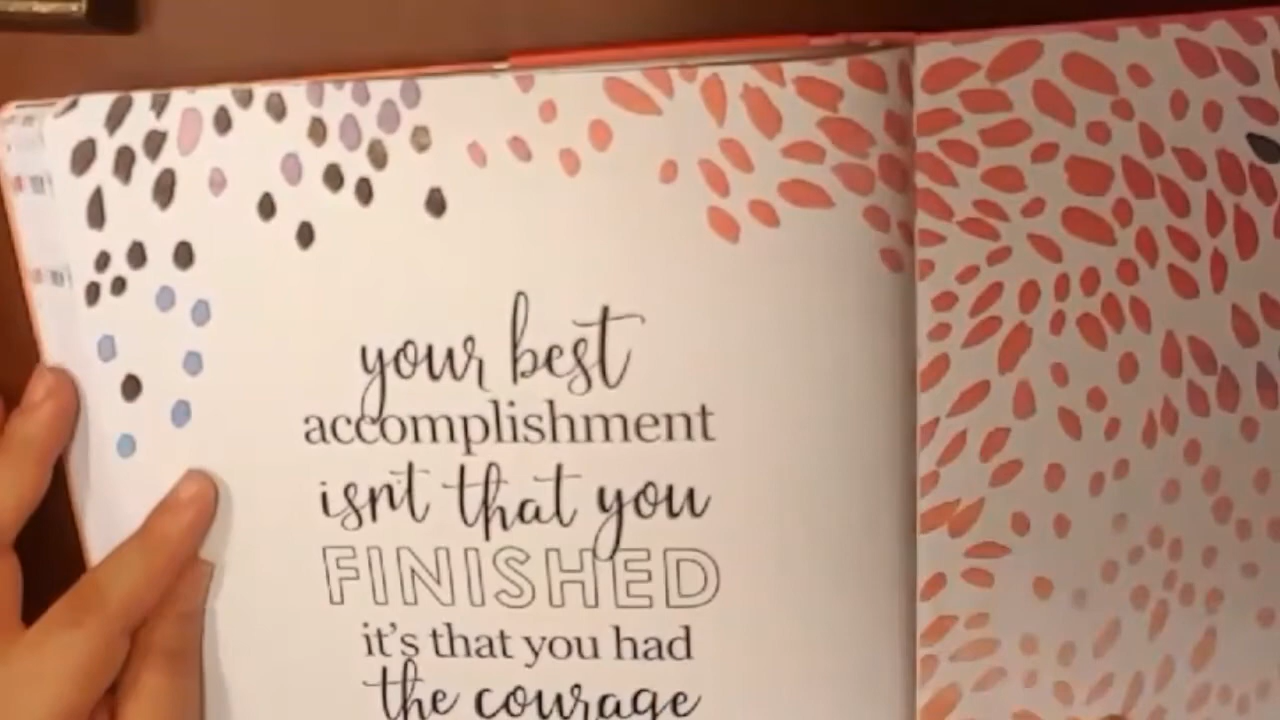 your best
accomplishment
isn't that you
FINISHED
it's that you had
the courage